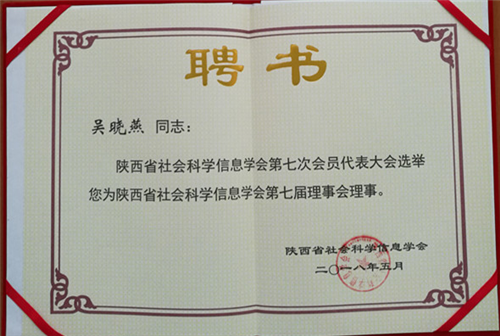 聘书
吴晓燕 同志：
陕西省社会科学信息学会第七次会员代表大会选举
您为陕西省社会科学信息学会第七届理事会理事。
陕西省社会科学信息学会
二〇一八年五月